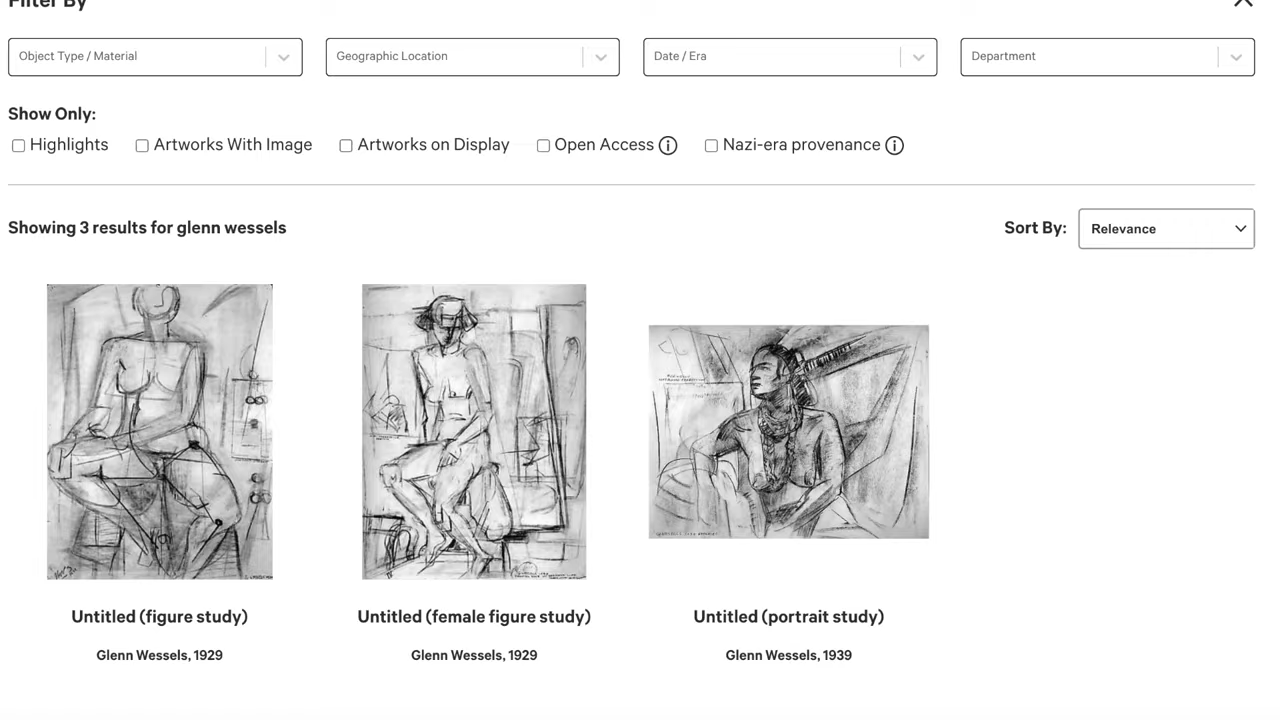 Filter By
Object Type / Material
Geographic Location
Date / Era
Department
Show Only:
Highlights
Artworks With Image
Artworks on Display
Open Access
Nazi-era provenance
Showing 3 results for glenn wessels
Sort By:
Relevance
Untitled (figure study)
Untitled (female figure study)
Untitled (portrait study)
Glenn Wessels, 1929
Glenn Wessels, 1929
Glenn Wessels, 1939